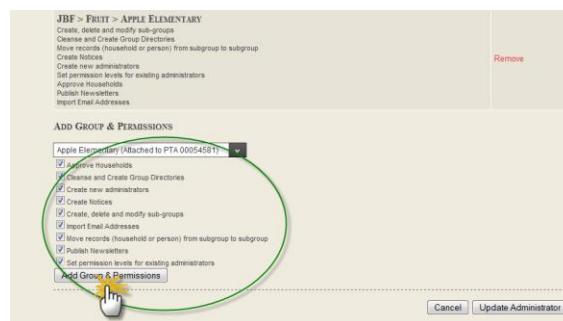 JBF > FRUIT > APPLE ELEMENTARY
Create, delete and modify sub-groups
Cleanse and Create Group Directories
Move records (household or person) from subgroup to subgroup
Create Notices
Create new administrators
Set permission levels for existing administrators
Approve Households
Publish Newsletters
Import Email Addresses
Remove
ADD GROUP & PERMISSIONS
Apple Elementary (Attached to PTA 00054581)
Approve Households
Cleanse and Create Group Directories
Create new administrators
Create Notices
Create, delete and modify sub-groups
Import Email Addresses
Move records (household or person) from subgroup to subgroup
Publish Newsletters
Set permission levels for existing administrators
Add Group & Permissions
Cancel Update Administrator